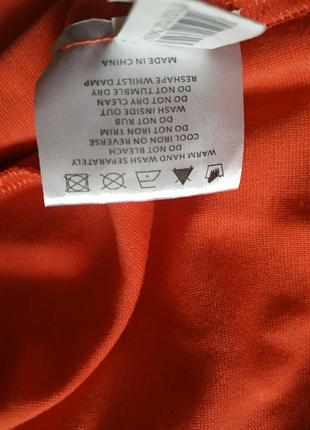 WARM HAND WASH SEPARATELY
DO NOT BLEACH
COOL IRON ON REVERSE
DO NOT IRON TRIM
DO NOT RUB
WASH INSIDE OUT
DO NOT DRY CLEAN
DO NOT TUMBLE DRY
RESHAPE WHILST DAMP
MADE IN CHINA